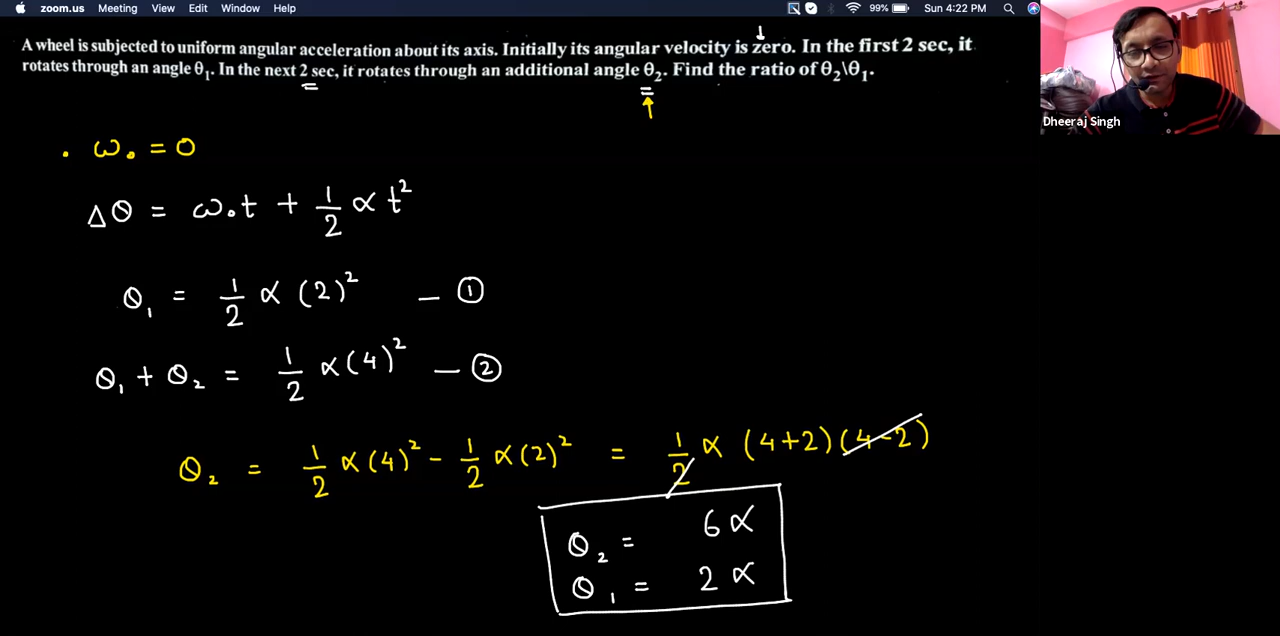 zoom.us Meeting View Edit Window Help 99% Sun 4:22 PM
A wheel is subjected to uniform angular acceleration about its axis. Initially its angular velocity is zero. In the first 2 sec, it
rotates through an angle θ₁. In the next 2 sec, it rotates through an additional angle θ₂. Find the ratio of θ₂\θ₁.
Dheeraj Singh
. ω₀ = 0
Δθ = ω₀t + 1/2 α t²
θ₁ = 1/2 α (2)² — ①
θ₁ + θ₂ = 1/2 α (4)² — ②
θ₂ = 1/2 α (4)² - 1/2 α (2)² = 1/2 α (4+2) (4-2)
θ₂ = 6α
θ₁ = 2α